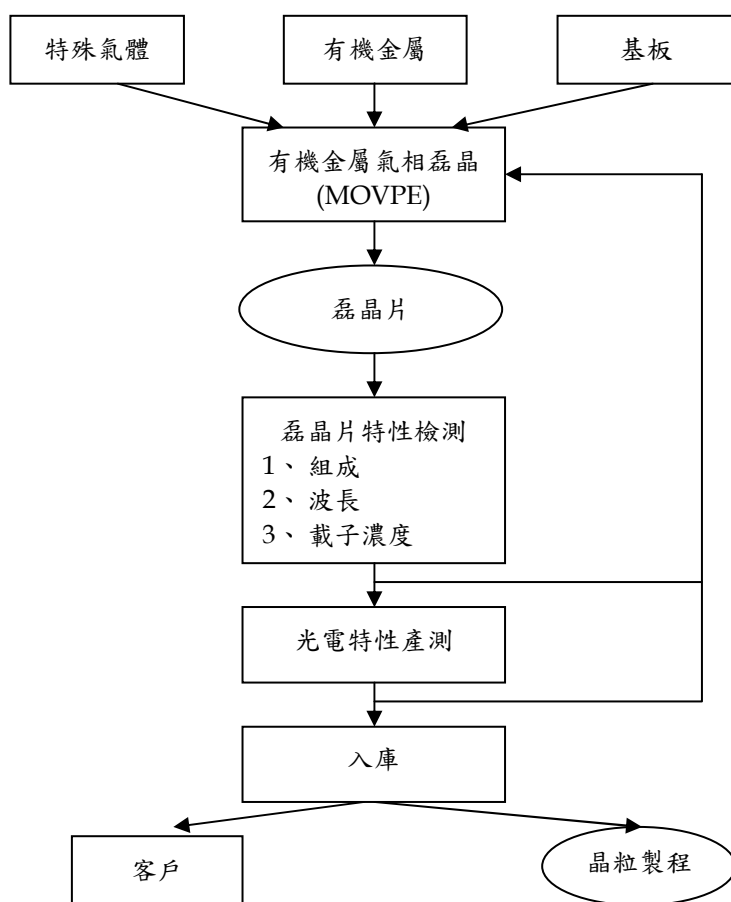 特殊氣體
有機金屬
基板
有機金屬氣相磊晶
(MOVPE)
磊晶片
磊晶片特性檢測
1、 組成
2、 波長
3、 載子濃度
光電特性產測
入庫
客戶
晶粒製程